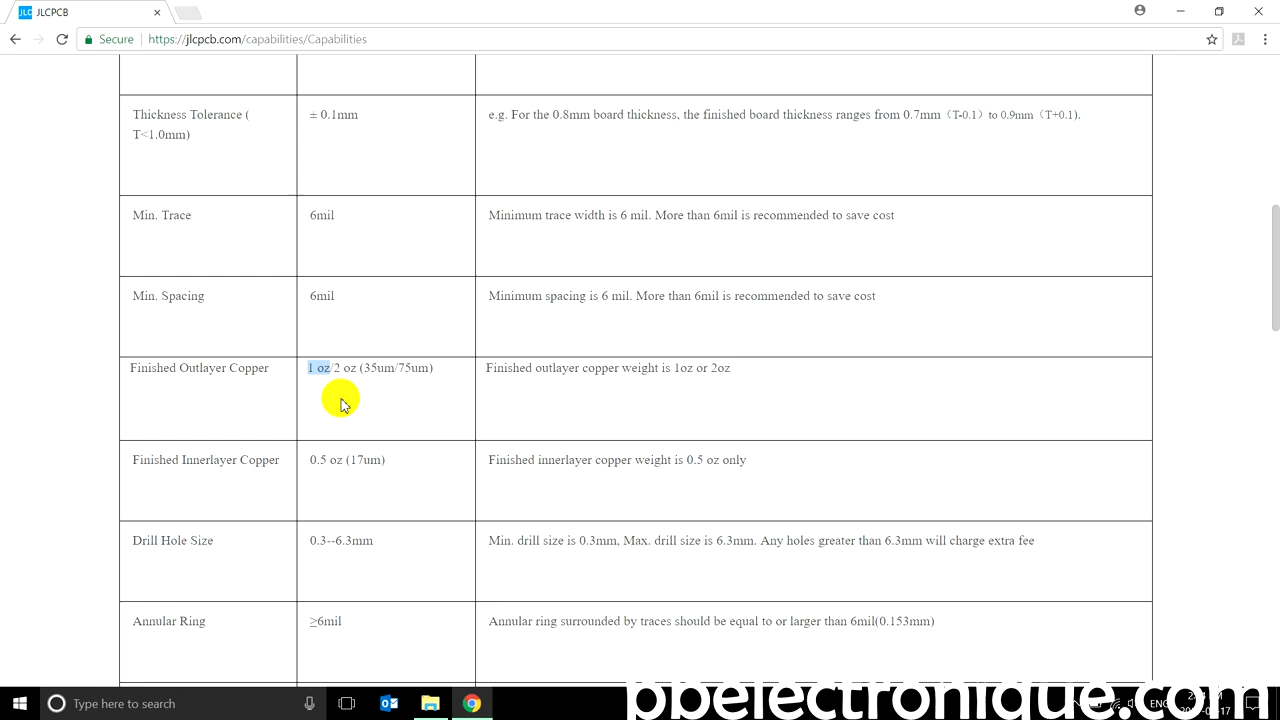 JLC JLCPCB
Secure https://jlcpcb.com/capabilities/Capabilities
Thickness Tolerance (
T<1.0mm)
± 0.1mm
e.g. For the 0.8mm board thickness, the finished board thickness ranges from 0.7mm（T-0.1）to 0.9mm（T+0.1).
Min. Trace
6mil
Minimum trace width is 6 mil. More than 6mil is recommended to save cost
Min. Spacing
6mil
Minimum spacing is 6 mil. More than 6mil is recommended to save cost
Finished Outlayer Copper
1 oz/2 oz (35um/75um)
Finished outlayer copper weight is 1oz or 2oz
Finished Innerlayer Copper
0.5 oz (17um)
Finished innerlayer copper weight is 0.5 oz only
Drill Hole Size
0.3--6.3mm
Min. drill size is 0.3mm, Max. drill size is 6.3mm. Any holes greater than 6.3mm will charge extra fee
Annular Ring
≥6mil
Annular ring surrounded by traces should be equal to or larger than 6mil(0.153mm)
Type here to search
ENG
bbelectronique.com